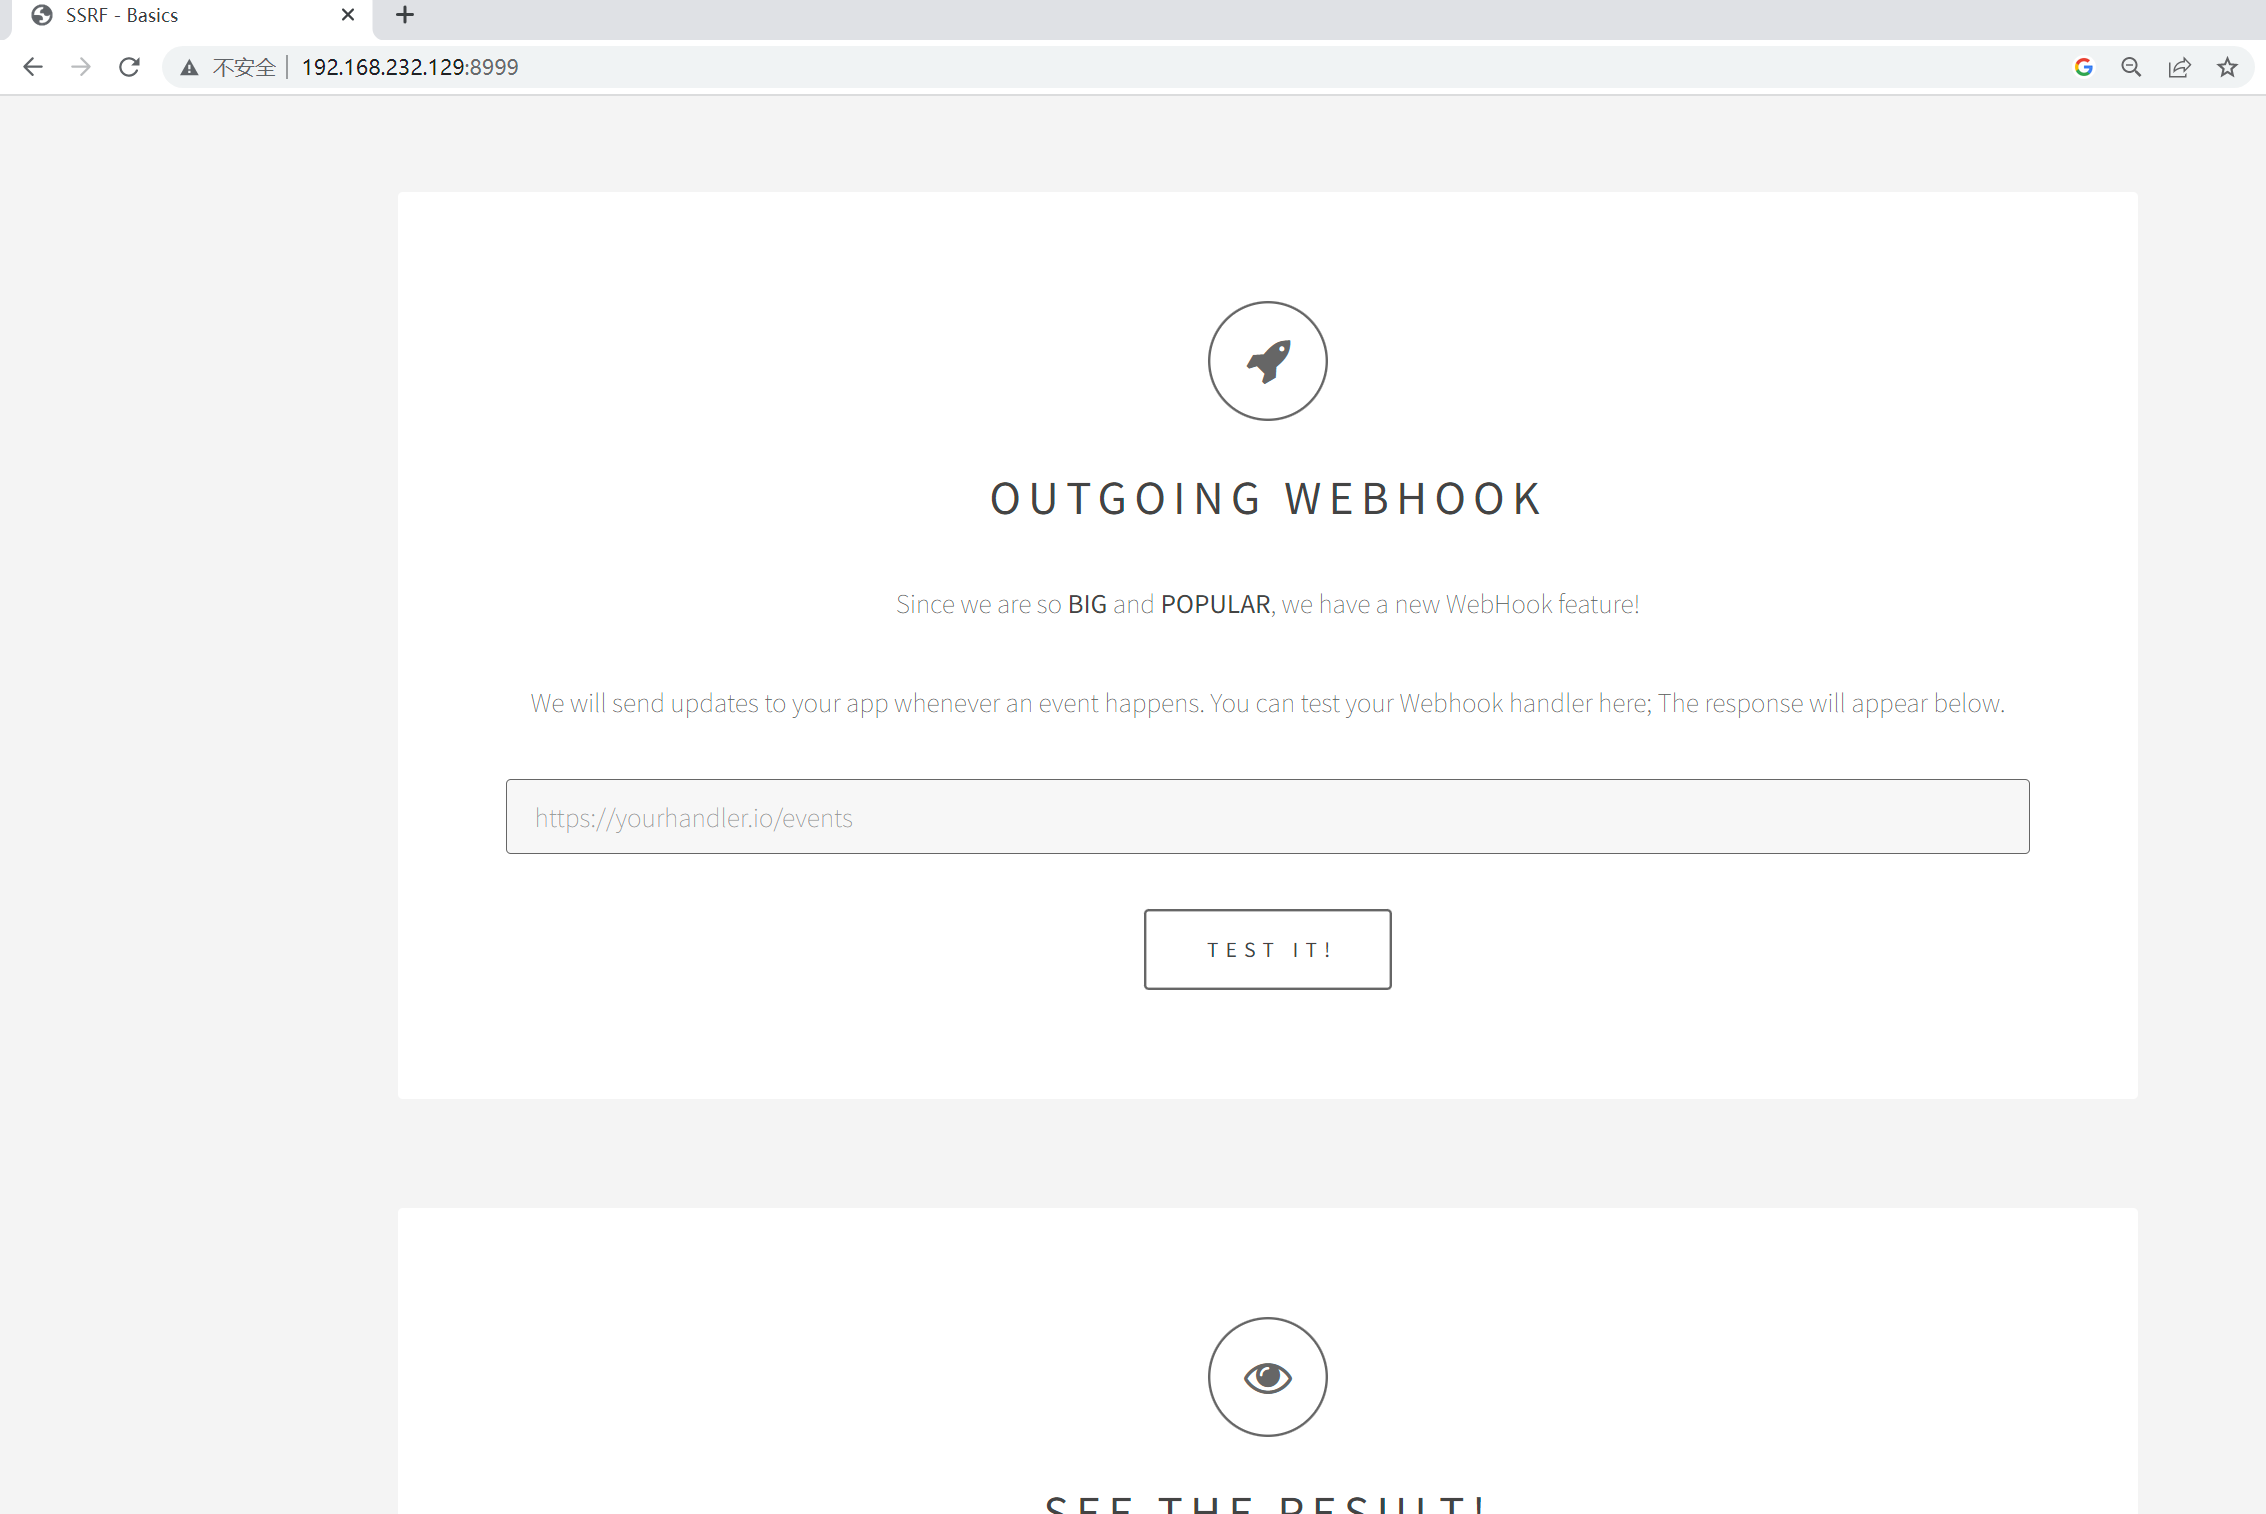 SSRF - Basics
不安全 192.168.232.129:8999
OUTGOING WEBHOOK
Since we are so BIG and POPULAR, we have a new WebHook feature!
We will send updates to your app whenever an event happens. You can test your Webhook handler here; The response will appear below.
https://yourhandler.io/events
TEST IT!
SEE THE RESULT!